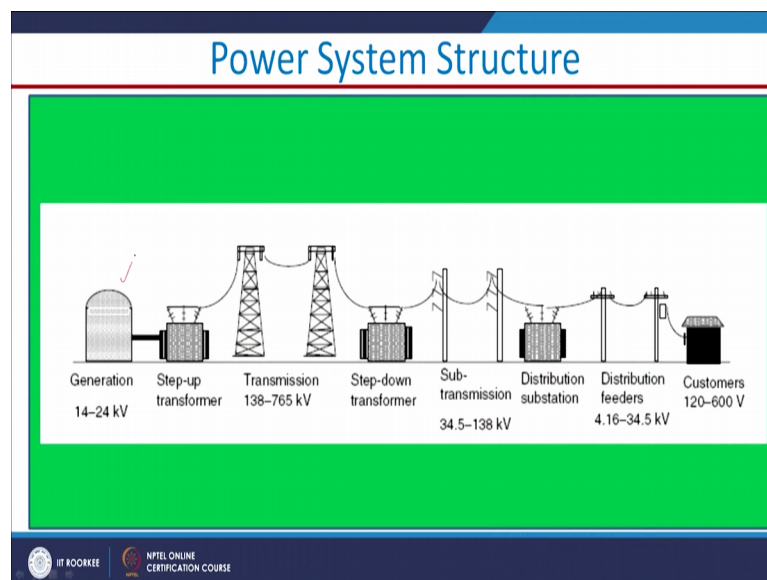 Power System Structure
Generation
14–24 kV
Step-up
transformer
Transmission
138–765 kV
Step-down
transformer
Sub-
transmission
34.5–138 kV
Distribution
substation
Distribution
feeders
4.16–34.5 kV
Customers
120–600 V
IIT ROORKEE
NPTEL
NPTEL ONLINE
CERTIFICATION COURSE